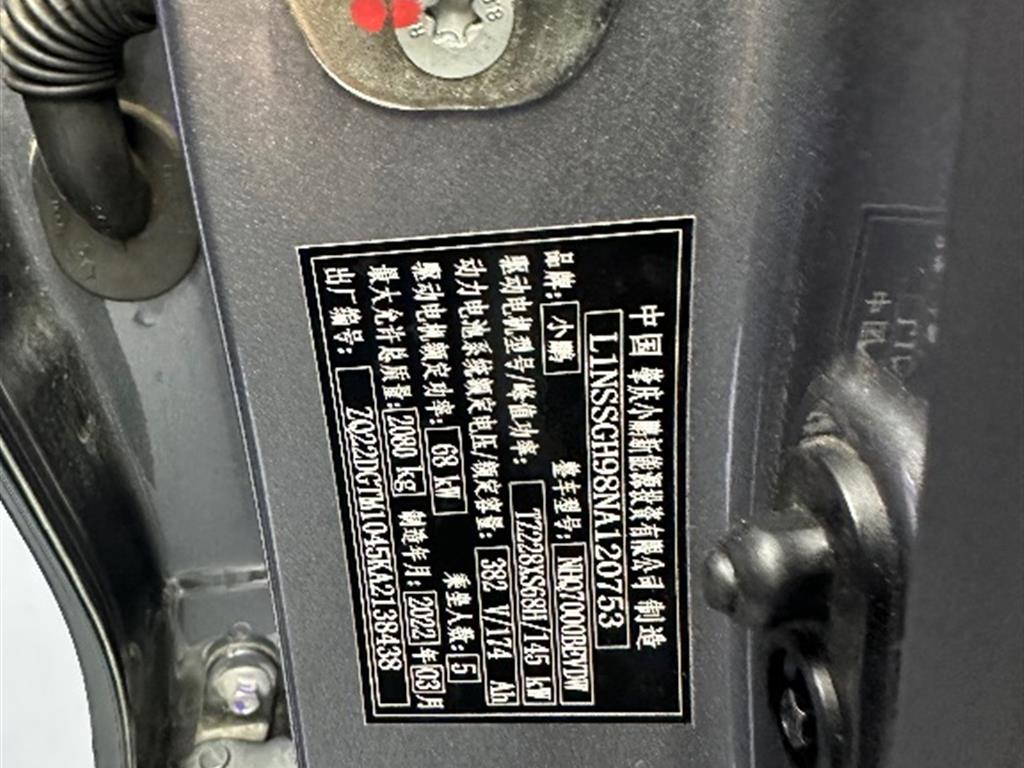 中国 肇庆小鹏新能源投资有限公司 制造
L1NSSGH98NA120753
品牌: 小鹏 整车型号: NHQ7000BEVDW
驱动电机型号/峰值功率: TZ228XS68H/145 kW
动力电池系统额定电压/额定容量: 382 V/174 Ah
驱动电机额定功率: 68 kW 乘坐人数: 5
最大允许总质量: 2080 kg 制造年月: 2022年03月
出厂编号: 2Q22DGTM1045KA2138438